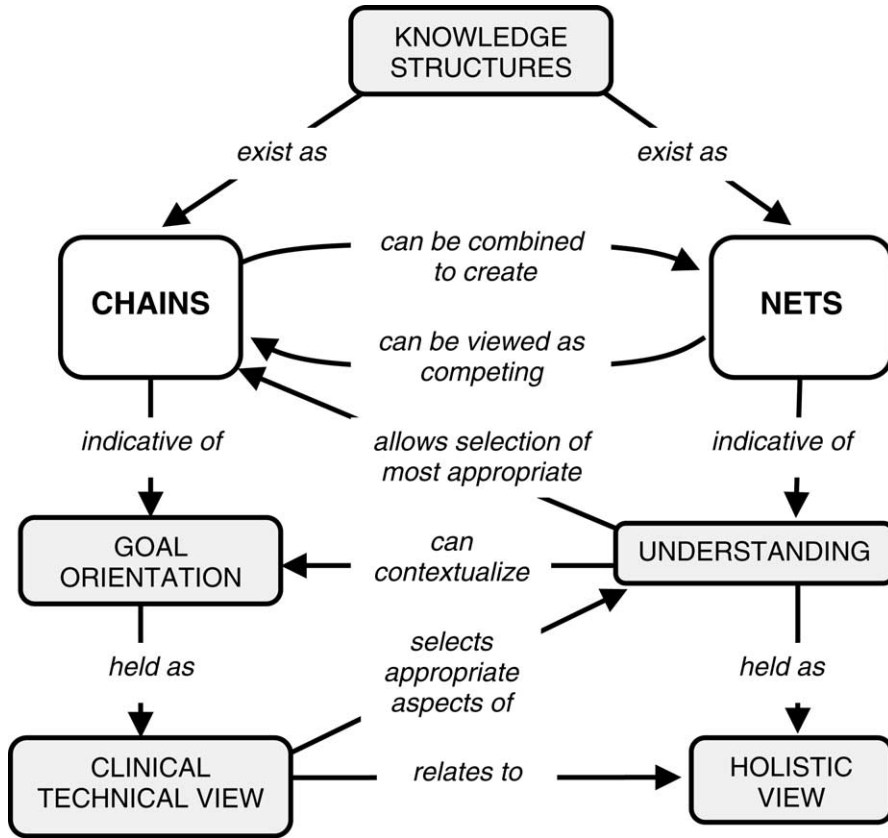 KNOWLEDGE
STRUCTURES
exist as
exist as
CHAINS
can be combined
to create
NETS
can be viewed as
competing
indicative of
allows selection of
most appropriate
indicative of
GOAL
ORIENTATION
can
contextualize
UNDERSTANDING
held as
selects
appropriate
aspects of
held as
CLINICAL
TECHNICAL VIEW
relates to
HOLISTIC
VIEW